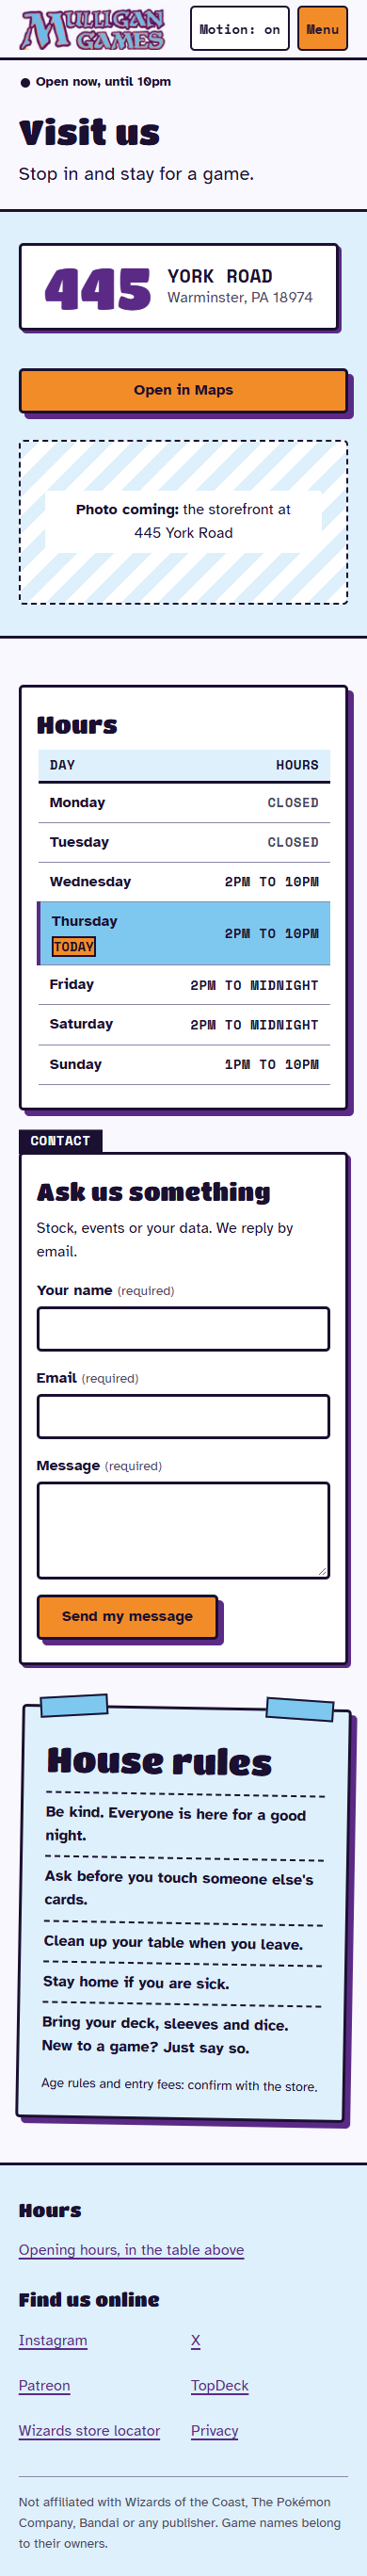 MULLIGAN GAMES
Motion: on
Menu
Open now, until 10pm
Visit us
Stop in and stay for a game.
445
YORK ROAD
Warminster, PA 18974
Open in Maps
Photo coming: the storefront at
445 York Road
Hours
DAY HOURS
Monday CLOSED
Tuesday CLOSED
Wednesday 2PM TO 10PM
Thursday
TODAY
2PM TO 10PM
Friday 2PM TO MIDNIGHT
Saturday 2PM TO MIDNIGHT
Sunday 1PM TO 10PM
CONTACT
Ask us something
Stock, events or your data. We reply by
email.
Your name (required)
Email (required)
Message (required)
Send my message
House rules
Be kind. Everyone is here for a good
night.
Ask before you touch someone else's
cards.
Clean up your table when you leave.
Stay home if you are sick.
Bring your deck, sleeves and dice.
New to a game? Just say so.
Age rules and entry fees: confirm with the store.
Hours
Opening hours, in the table above
Find us online
Instagram X
Patreon TopDeck
Wizards store locator Privacy
Not affiliated with Wizards of the Coast, The Pokémon
Company, Bandai or any publisher. Game names belong
to their owners.